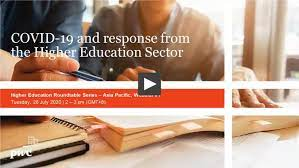 COVID-19 and response from
the Higher Education Sector
Higher Education Roundtable Series – Asia Pacific,
Tuesday, 28 July 2020 | 2 – 3 pm (GMT+8)
pwc